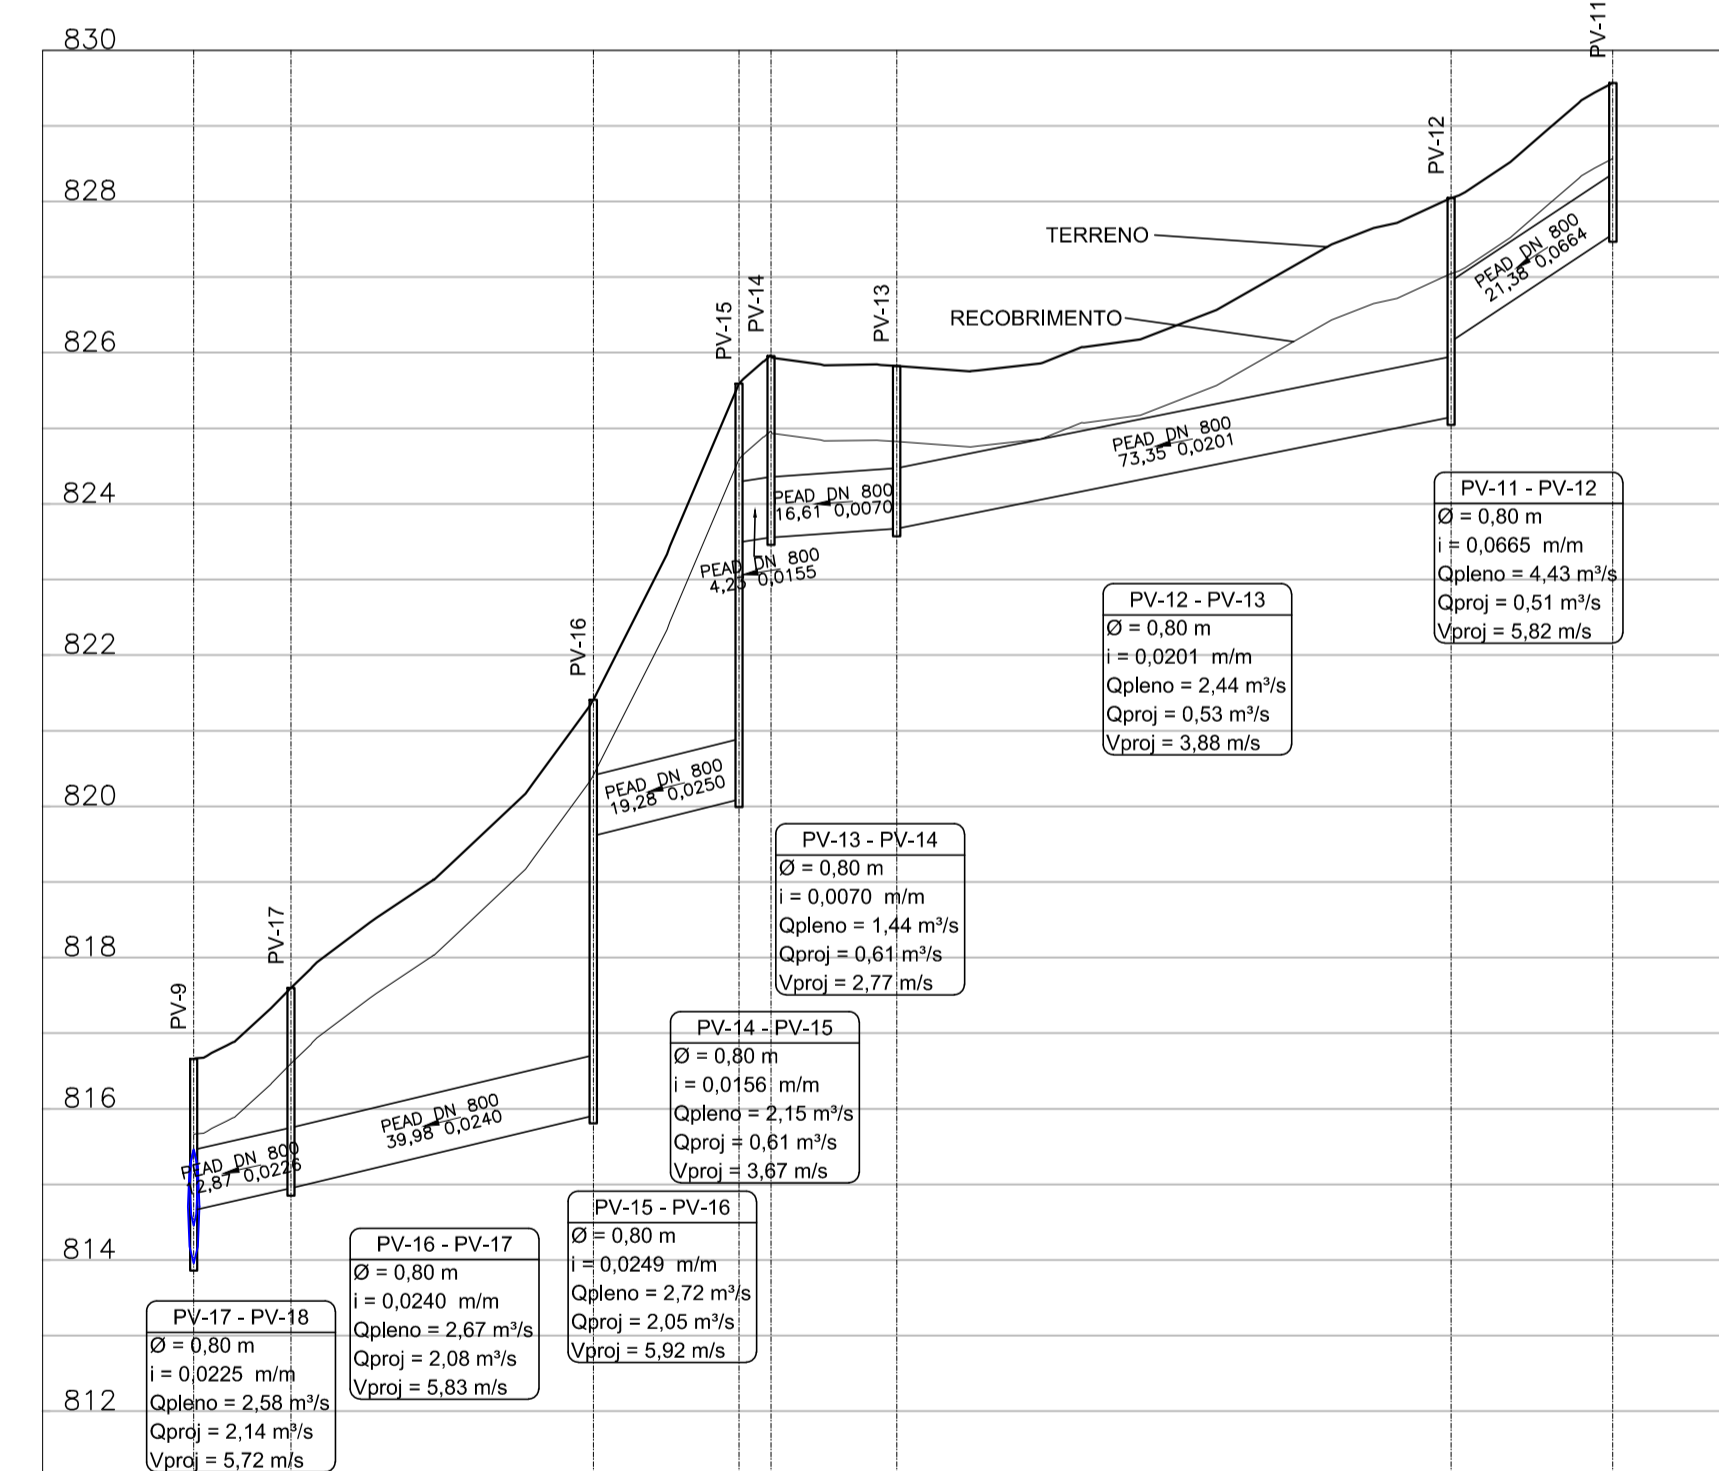 830
828
826
824
822
820
818
816
814
812
PV-9
PV-17
PV-16
PV-15
PV-14
PV-13
PV-12
PV-11
TERRENO
RECOBRIMENTO
PEAD DN 800
21,38 0,0664
PEAD DN 800
73,35 0,0201
PEAD DN 800
16,61 0,0070
PEAD DN 800
0,0155
PEAD DN 800
19,28 0,0250
PEAD DN 800
39,98 0,0240
PEAD DN 800
0,0226
PV-11 - PV-12
Ø = 0,80 m
i = 0,0665 m/m
Qpleno = 4,43 m³/s
Qproj = 0,51 m³/s
Vproj = 5,82 m/s
PV-12 - PV-13
Ø = 0,80 m
i = 0,0201 m/m
Qpleno = 2,44 m³/s
Qproj = 0,53 m³/s
Vproj = 3,88 m/s
PV-13 - PV-14
Ø = 0,80 m
i = 0,0070 m/m
Qpleno = 1,44 m³/s
Qproj = 0,61 m³/s
Vproj = 2,77 m/s
PV-14 - PV-15
Ø = 0,80 m
i = 0,0156 m/m
Qpleno = 2,15 m³/s
Qproj = 0,61 m³/s
Vproj = 3,67 m/s
PV-15 - PV-16
Ø = 0,80 m
i = 0,0249 m/m
Qpleno = 2,72 m³/s
Qproj = 2,05 m³/s
Vproj = 5,92 m/s
PV-16 - PV-17
Ø = 0,80 m
i = 0,0240 m/m
Qpleno = 2,67 m³/s
Qproj = 2,08 m³/s
Vproj = 5,83 m/s
PV-17 - PV-18
Ø = 0,80 m
i = 0,0225 m/m
Qpleno = 2,58 m³/s
Qproj = 2,14 m³/s
Vproj = 5,72 m/s